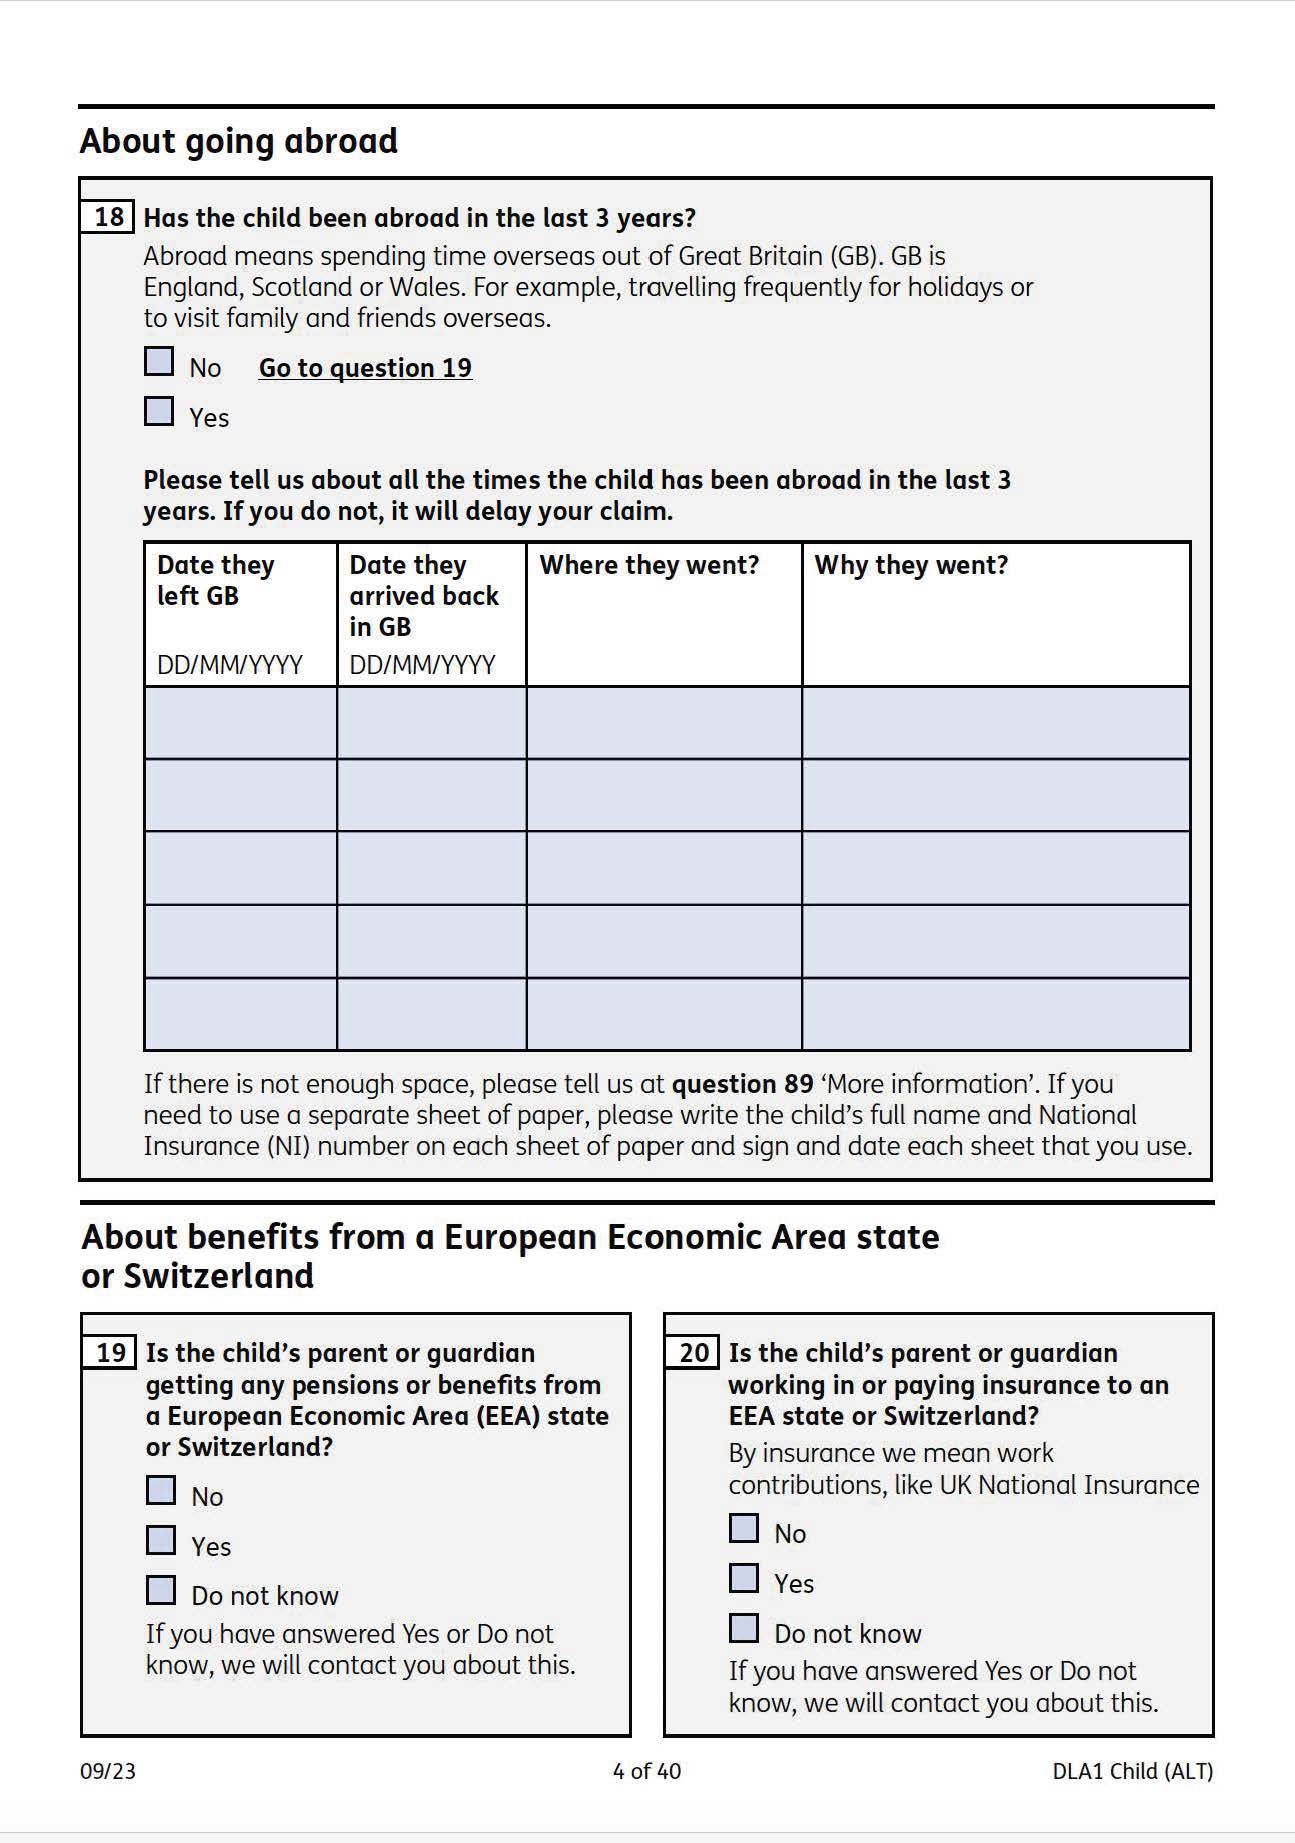 About going abroad
18 Has the child been abroad in the last 3 years?
Abroad means spending time overseas out of Great Britain (GB). GB is
England, Scotland or Wales. For example, travelling frequently for holidays or
to visit family and friends overseas.
No Go to question 19
Yes
Please tell us about all the times the child has been abroad in the last 3
years. If you do not, it will delay your claim.
Date they
left GB
DD/MM/YYYY
Date they
arrived back
in GB
DD/MM/YYYY
Where they went?
Why they went?
If there is not enough space, please tell us at question 89 ‘More information’. If you
need to use a separate sheet of paper, please write the child’s full name and National
Insurance (NI) number on each sheet of paper and sign and date each sheet that you use.
About benefits from a European Economic Area state
or Switzerland
19 Is the child’s parent or guardian
getting any pensions or benefits from
a European Economic Area (EEA) state
or Switzerland?
No
Yes
Do not know
If you have answered Yes or Do not
know, we will contact you about this.
20 Is the child’s parent or guardian
working in or paying insurance to an
EEA state or Switzerland?
By insurance we mean work
contributions, like UK National Insurance
No
Yes
Do not know
If you have answered Yes or Do not
know, we will contact you about this.
09/23
4 of 40
DLA1 Child (ALT)